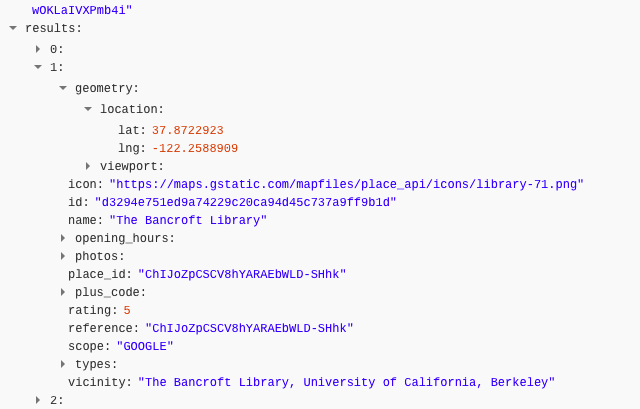 wOKLaIVXPmb4i"
results:
0:
1:
geometry:
location:
lat: 37.8722923
lng: -122.2588909
viewport:
icon: "https://maps.gstatic.com/mapfiles/place_api/icons/library-71.png"
id: "d3294e751ed9a74229c20ca94d45c737a9ff9b1d"
name: "The Bancroft Library"
opening_hours:
photos:
place_id: "ChIJoZpCSCV8hYARAEbWLD-SHhk"
plus_code:
rating: 5
reference: "ChIJoZpCSCV8hYARAEbWLD-SHhk"
scope: "GOOGLE"
types:
vicinity: "The Bancroft Library, University of California, Berkeley"
2: